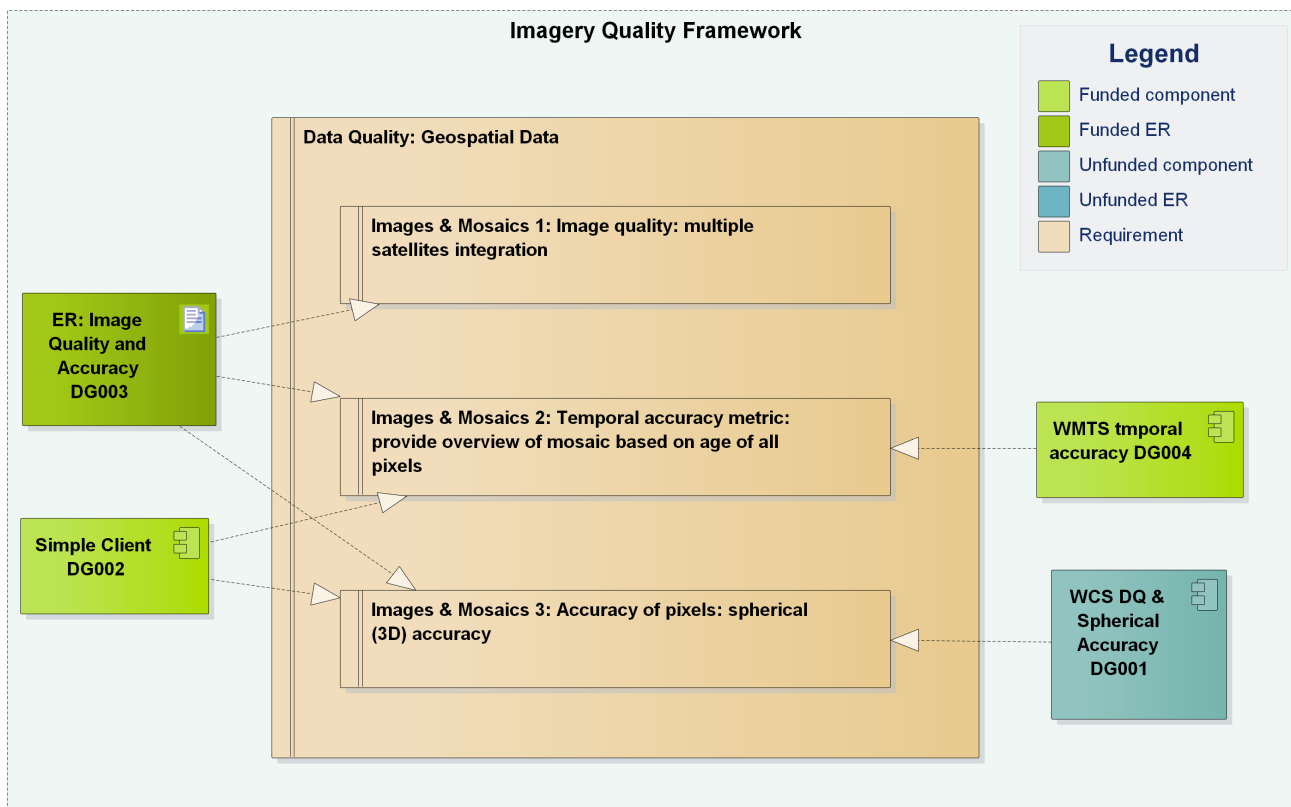 Imagery Quality Framework
Legend
Funded component
Funded ER
Unfunded component
Unfunded ER
Requirement
Data Quality: Geospatial Data
Images & Mosaics 1: Image quality: multiple
satellites integration
ER: Image
Quality and
Accuracy
DG003
Images & Mosaics 2: Temporal accuracy metric:
provide overview of mosaic based on age of all
pixels
WMTS tmporal
accuracy DG004
Simple Client
DG002
Images & Mosaics 3: Accuracy of pixels: spherical
(3D) accuracy
WCS DQ &
Spherical
Accuracy
DG001